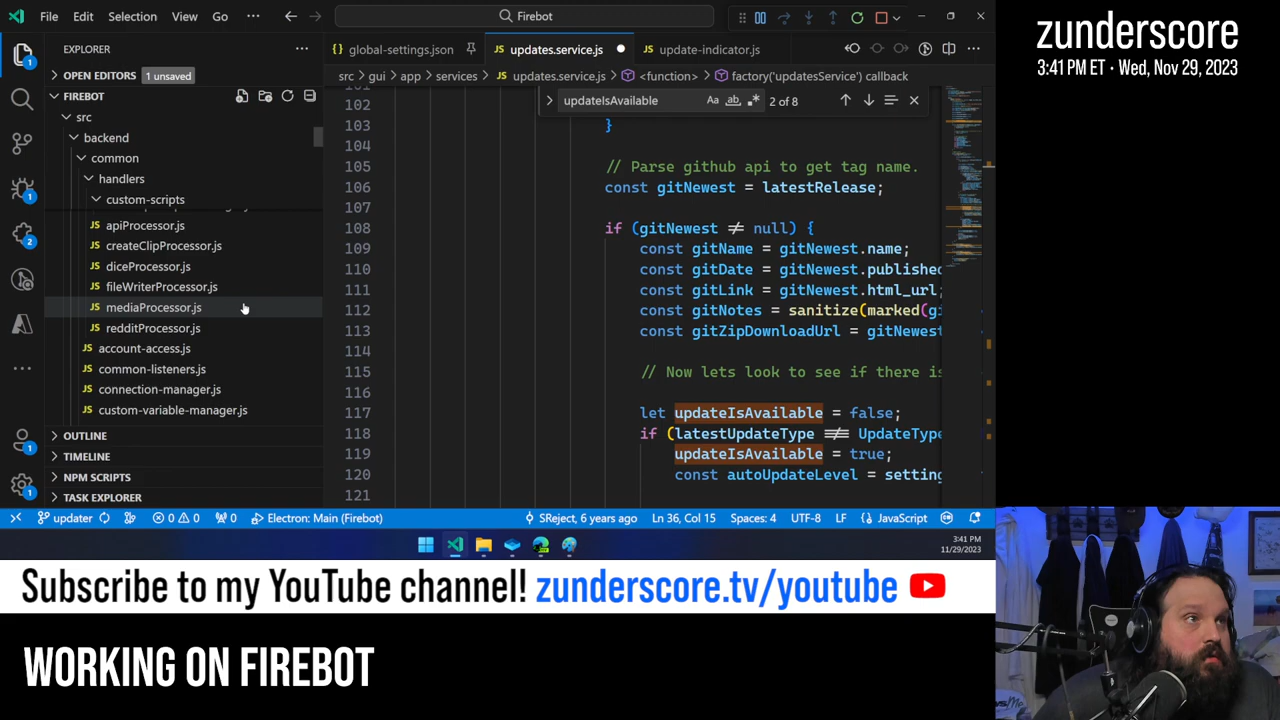 File Edit Selection View Go ··· Firebot
zunderscore
3:41 PM ET • Wed, Nov 29, 2023
EXPLORER ···
OPEN EDITORS 1 unsaved
FIREBOT
src
backend
common
handlers
custom-scripts
apiProcessor.js
createClipProcessor.js
diceProcessor.js
fileWriterProcessor.js
mediaProcessor.js
redditProcessor.js
account-access.js
common-listeners.js
connection-manager.js
custom-variable-manager.js
OUTLINE
TIMELINE
NPM SCRIPTS
TASK EXPLORER
JS global-settings.json JS updates.service.js JS update-indicator.js
src > gui > app > services > JS updates.service.js > <function> > factory('updatesService') callback
updateIsAvailable Aa ab 2 of 8
102
103 }
104
105 // Parse github api to get tag name.
106 const gitNewest = latestRelease;
107
108 if (gitNewest != null) {
109 const gitName = gitNewest.name;
110 const gitDate = gitNewest.published
111 const gitLink = gitNewest.html_url;
112 const gitNotes = sanitize(marked(gi
113 const gitZipDownloadUrl = gitNewest
114
115 // Now lets look to see if there is
116
117 let updateIsAvailable = false;
118 if (latestUpdateType !== UpdateType
119 updateIsAvailable = true;
120 const autoUpdateLevel = setting
121
updater 0 0 0 Electron: Main (Firebot) SReject, 6 years ago Ln 36, Col 15 Spaces: 4 UTF-8 LF JavaScript
3:41 PM
11/29/2023
Subscribe to my YouTube channel! zunderscore.tv/youtube
WORKING ON FIREBOT